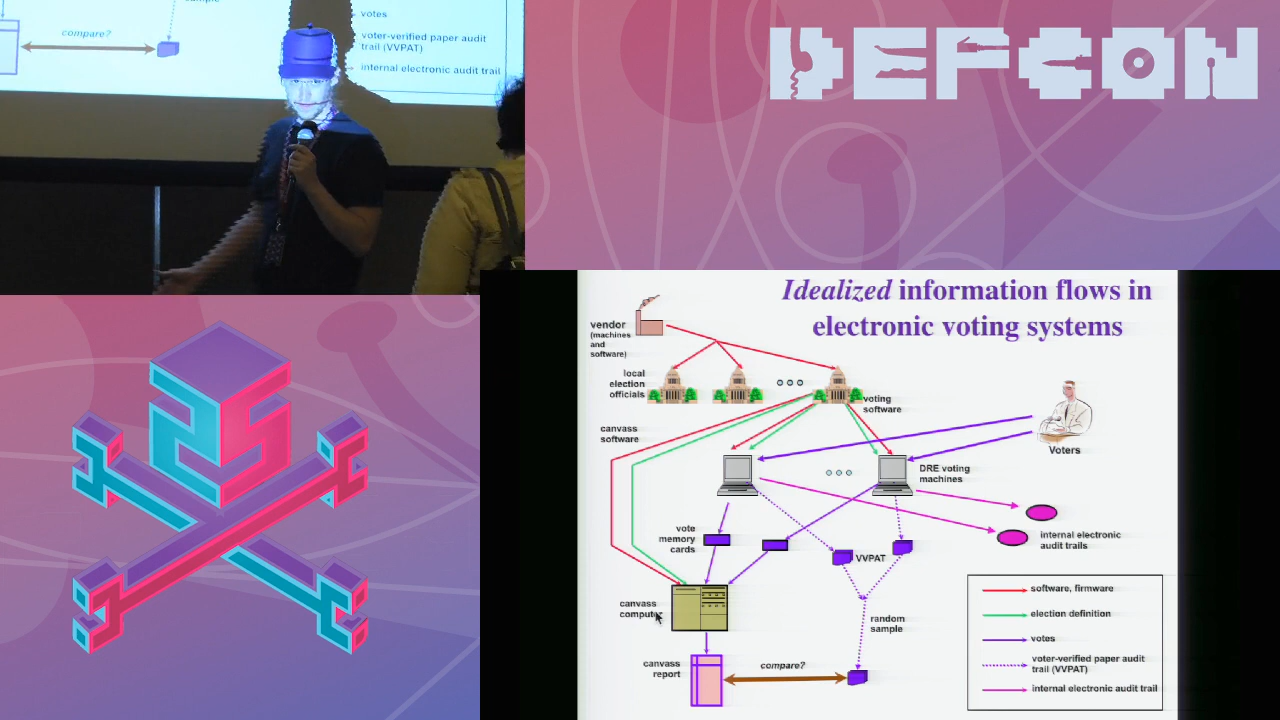 compare?
votes
voter-verified paper audit
trail (VVPAT)
internal electronic audit trail
DEFCON
25
Idealized information flows in
electronic voting systems
vendor
(machines
and
software)
local
election
officials
voting
software
canvass
software
Voters
DRE voting
machines
vote
memory
cards
internal electronic
audit trails
VVPAT
canvass
computer
random
sample
canvass
report
compare?
software, firmware
election definition
votes
voter-verified paper audit
trail (VVPAT)
internal electronic audit trail